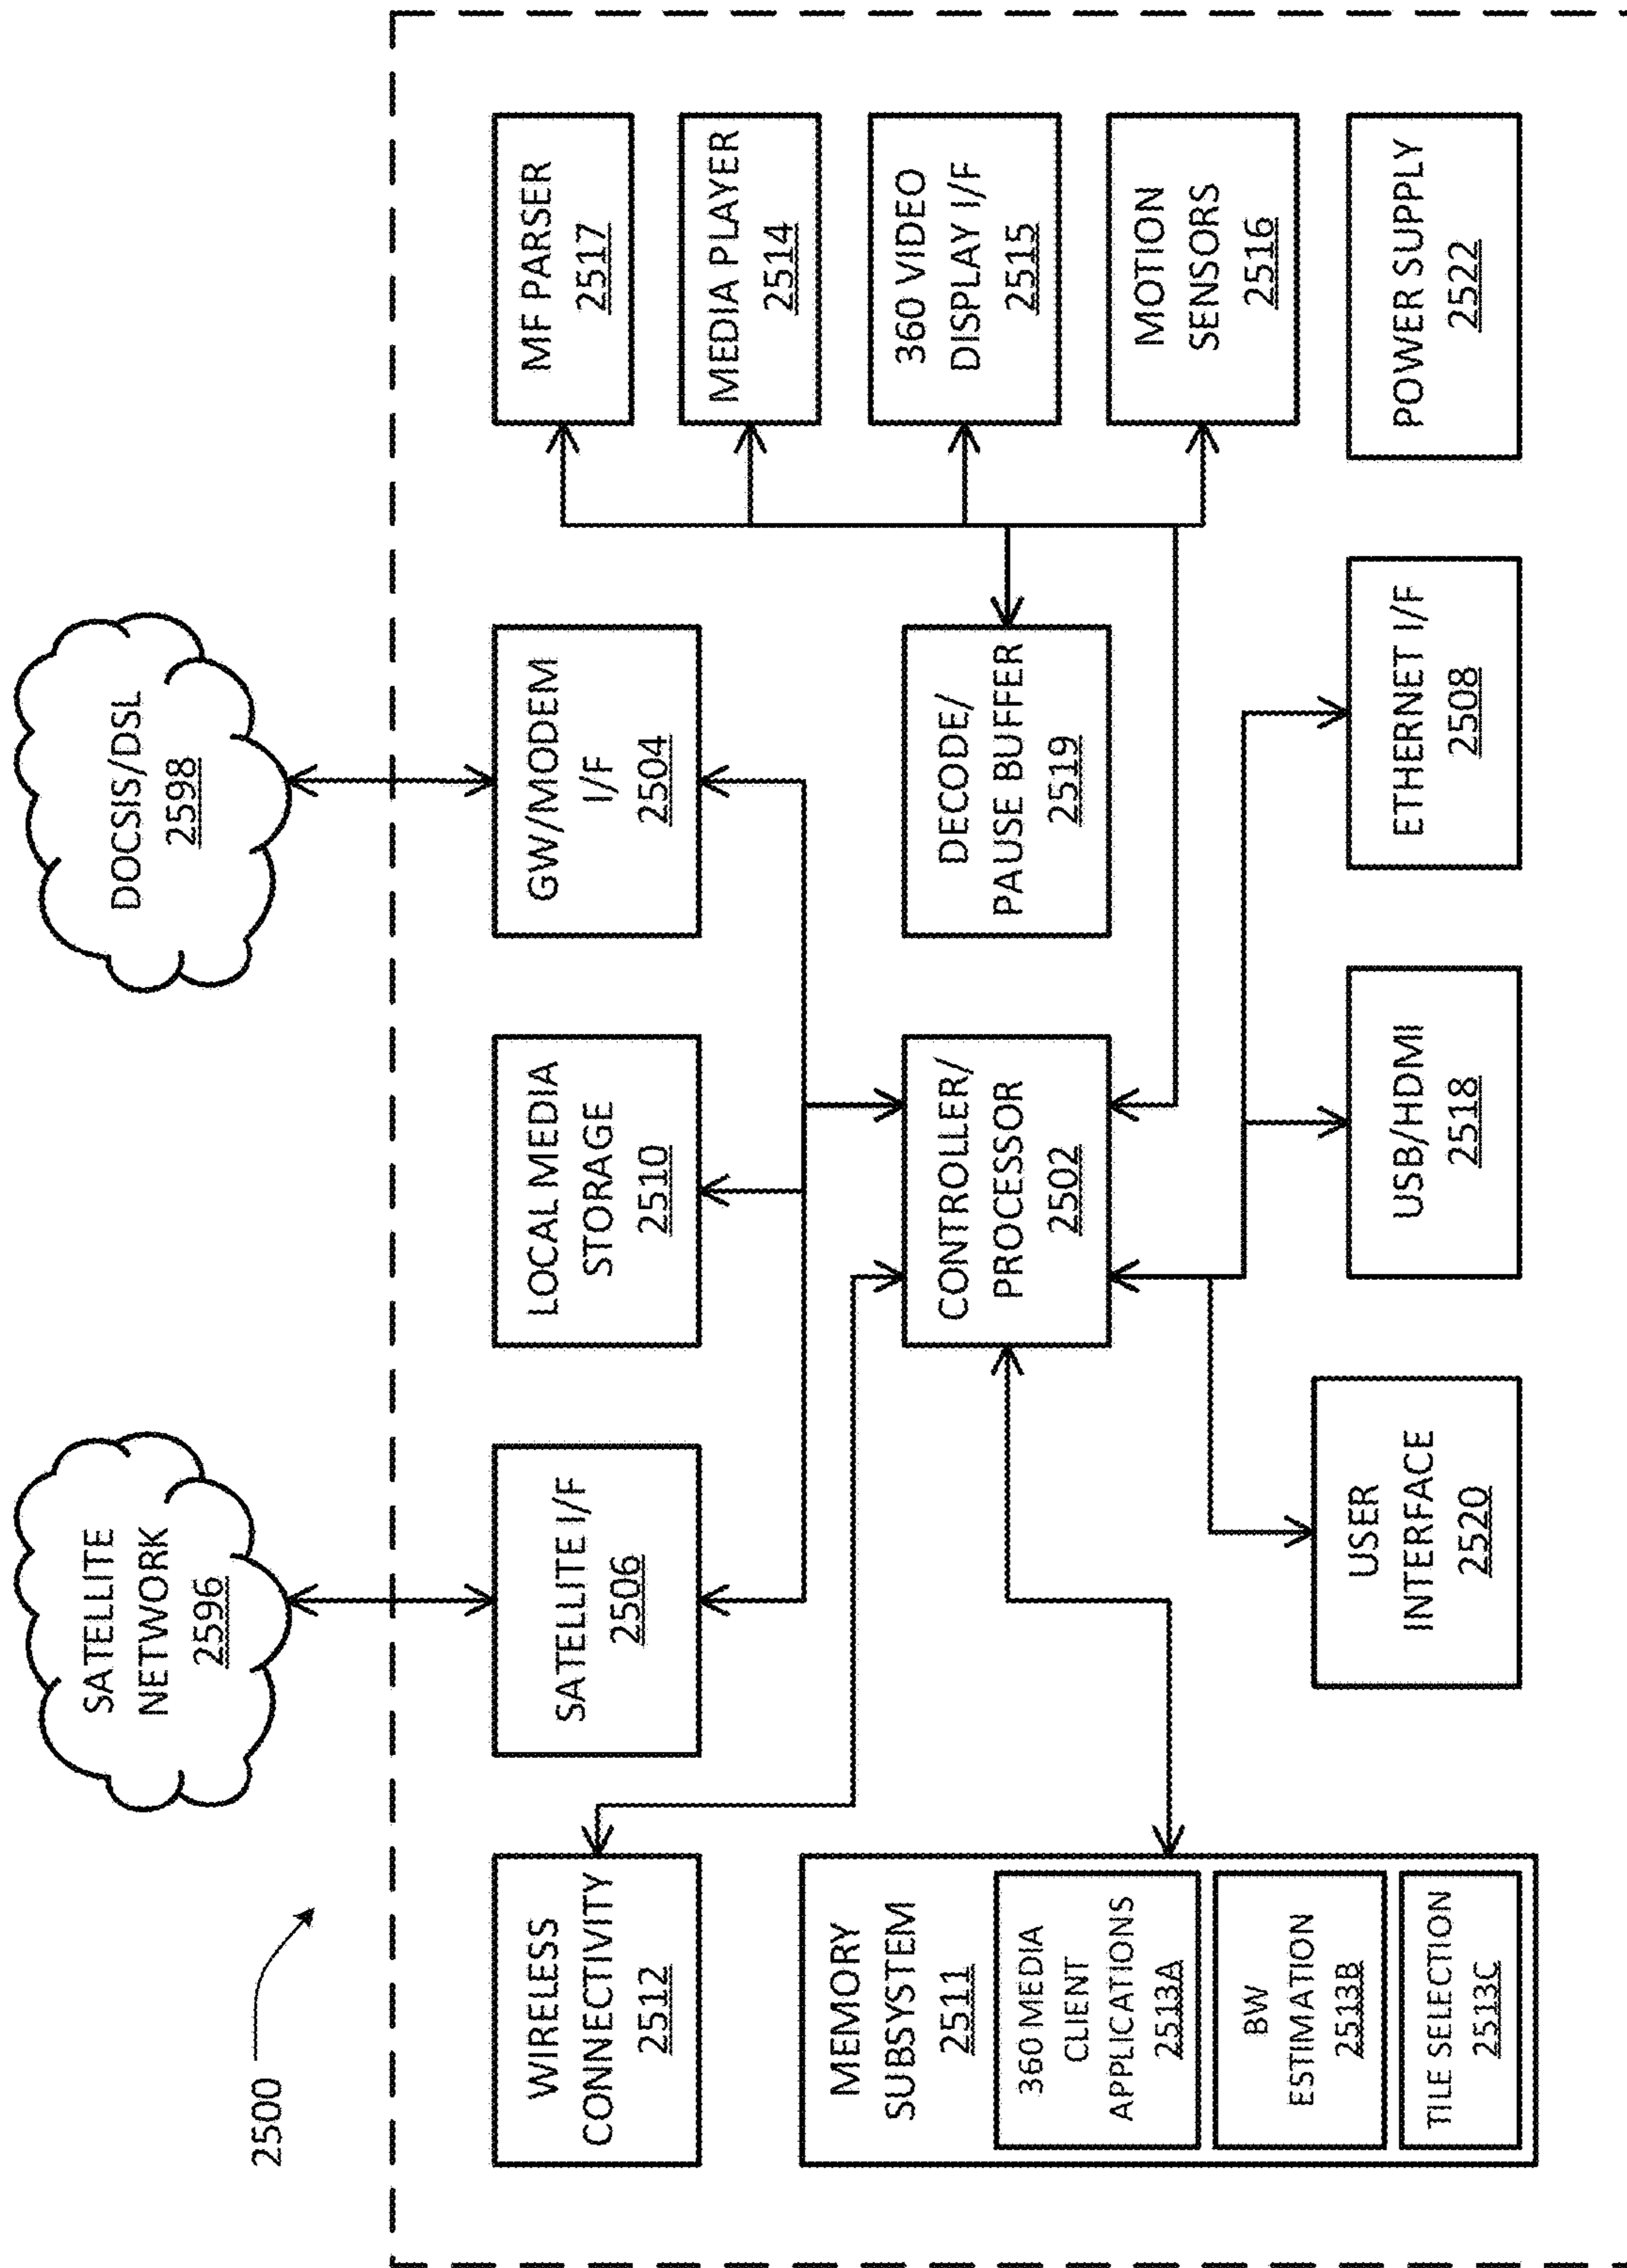 2500
SATELLITE
NETWORK
2596
DOCSIS/DSL
2598
WIRELESS
CONNECTIVITY
2512
SATELLITE I/F
2506
LOCAL MEDIA
STORAGE
2510
GW/MODEM
I/F
2504
MF PARSER
2517
MEDIA PLAYER
2514
360 VIDEO
DISPLAY I/F
2515
MOTION
SENSORS
2516
MEMORY
SUBSYSTEM
2511
360 MEDIA
CLIENT
APPLICATIONS
2513A
BW
ESTIMATION
2513B
TILE SELECTION
2513C
CONTROLLER/
PROCESSOR
2502
DECODE/
PAUSE BUFFER
2519
USER
INTERFACE
2520
USB/HDMI
2518
ETHERNET I/F
2508
POWER SUPPLY
2522